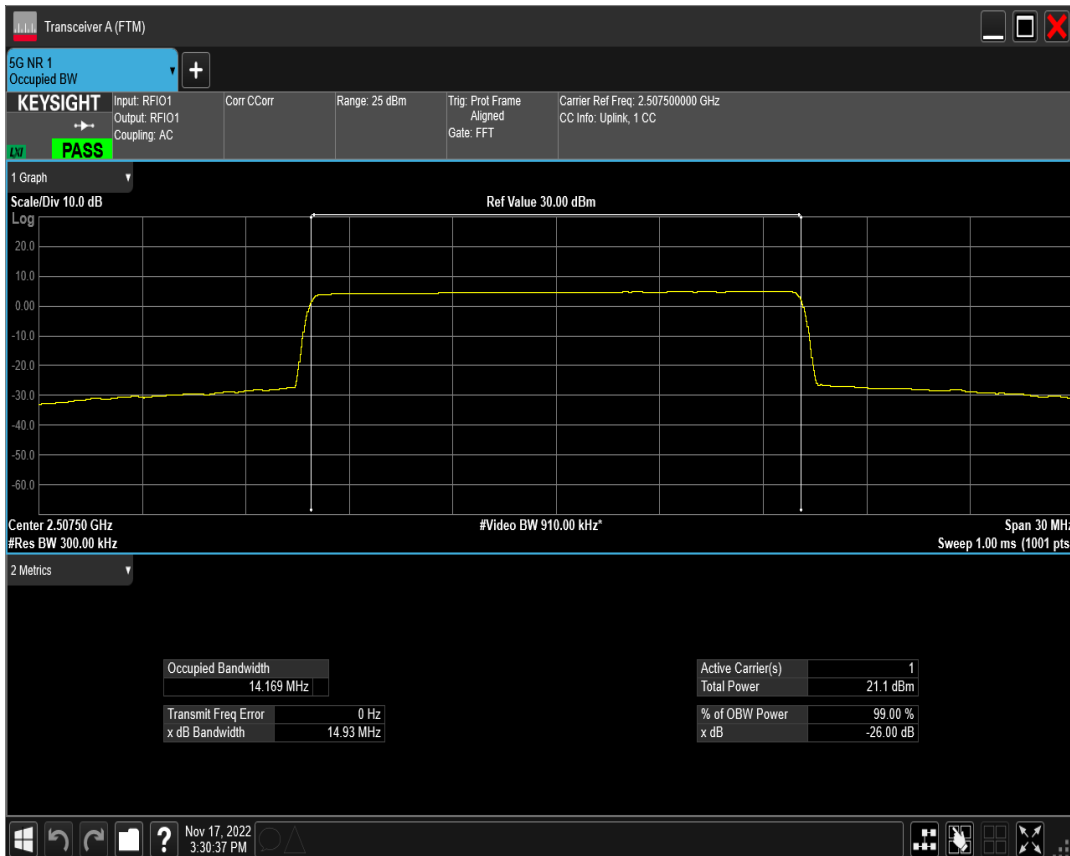 Transceiver A (FTM)
5G NR 1
Occupied BW
+
KEYSIGHT
LXI
PASS
Input: RFIO1
Output: RFIO1
Coupling: AC
Corr CCorr
Range: 25 dBm
Trig: Prot Frame
Aligned
Gate: FFT
Carrier Ref Freq: 2.507500000 GHz
CC Info: Uplink, 1 CC
1 Graph
Scale/Div 10.0 dB
Ref Value 30.00 dBm
Log
20.0
10.0
0.00
-10.0
-20.0
-30.0
-40.0
-50.0
-60.0
Center 2.50750 GHz
#Video BW 910.00 kHz*
Span 30 MHz
#Res BW 300.00 kHz
Sweep 1.00 ms (1001 pts
2 Metrics
Occupied Bandwidth
14.169 MHz
Transmit Freq Error 0 Hz
x dB Bandwidth 14.93 MHz
Active Carrier(s) 1
Total Power 21.1 dBm
% of OBW Power 99.00 %
x dB -26.00 dB
?
Nov 17, 2022
3:30:37 PM